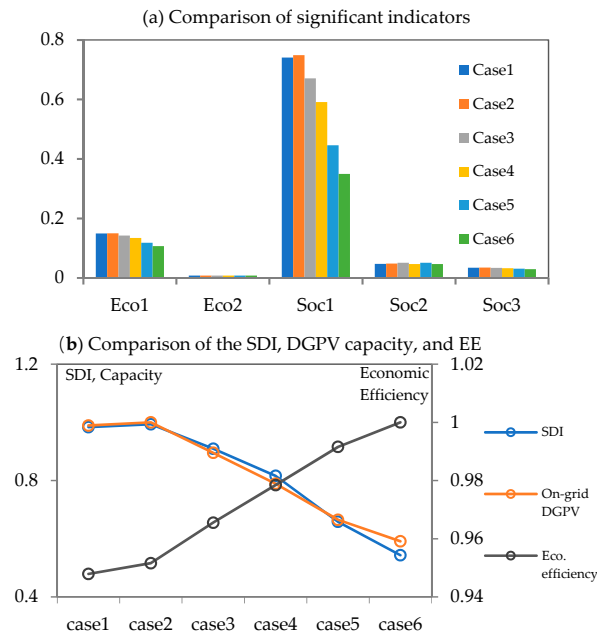 (a) Comparison of significant indicators
0.8
0.6
0.4
0.2
0
Case1
Case2
Case3
Case4
Case5
Case6
Eco1 Eco2 Soc1 Soc2 Soc3
(b) Comparison of the SDI, DGPV capacity, and EE
1.2
0.8
0.4
SDI, Capacity
Economic
Efficiency
1.02
1
0.98
0.96
0.94
SDI
On-grid
DGPV
Eco.
efficiency
case1 case2 case3 case4 case5 case6